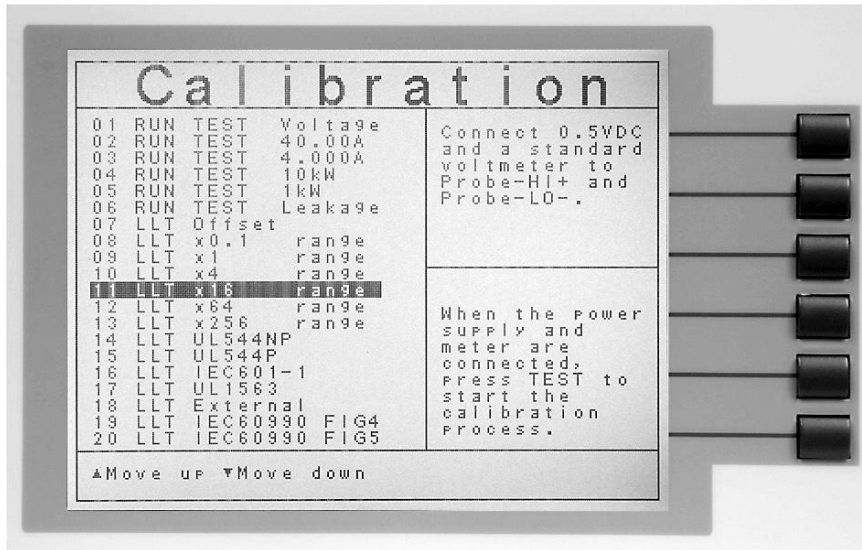 Calibration
01 RUN TEST Voltage
02 RUN TEST 40.00A
03 RUN TEST 4.000A
04 RUN TEST 10kW
05 RUN TEST 1kW
06 RUN TEST Leakage
07 LLT Offset
08 LLT x0.1 range
09 LLT x1 range
10 LLT x4 range
11 LLT x16 range
12 LLT x64 range
13 LLT x256 range
14 LLT UL544NP
15 LLT UL544P
16 LLT IEC601-1
17 LLT UL1563
18 LLT External
19 LLT IEC60990 FIG4
20 LLT IEC60990 FIG5
Connect 0.5VDC
and a standard
voltmeter to
Probe-HI+ and
Probe-LO-.
When the power
supply and
meter are
connected,
press TEST to
start the
calibration
process.
▲Move up ▼Move down